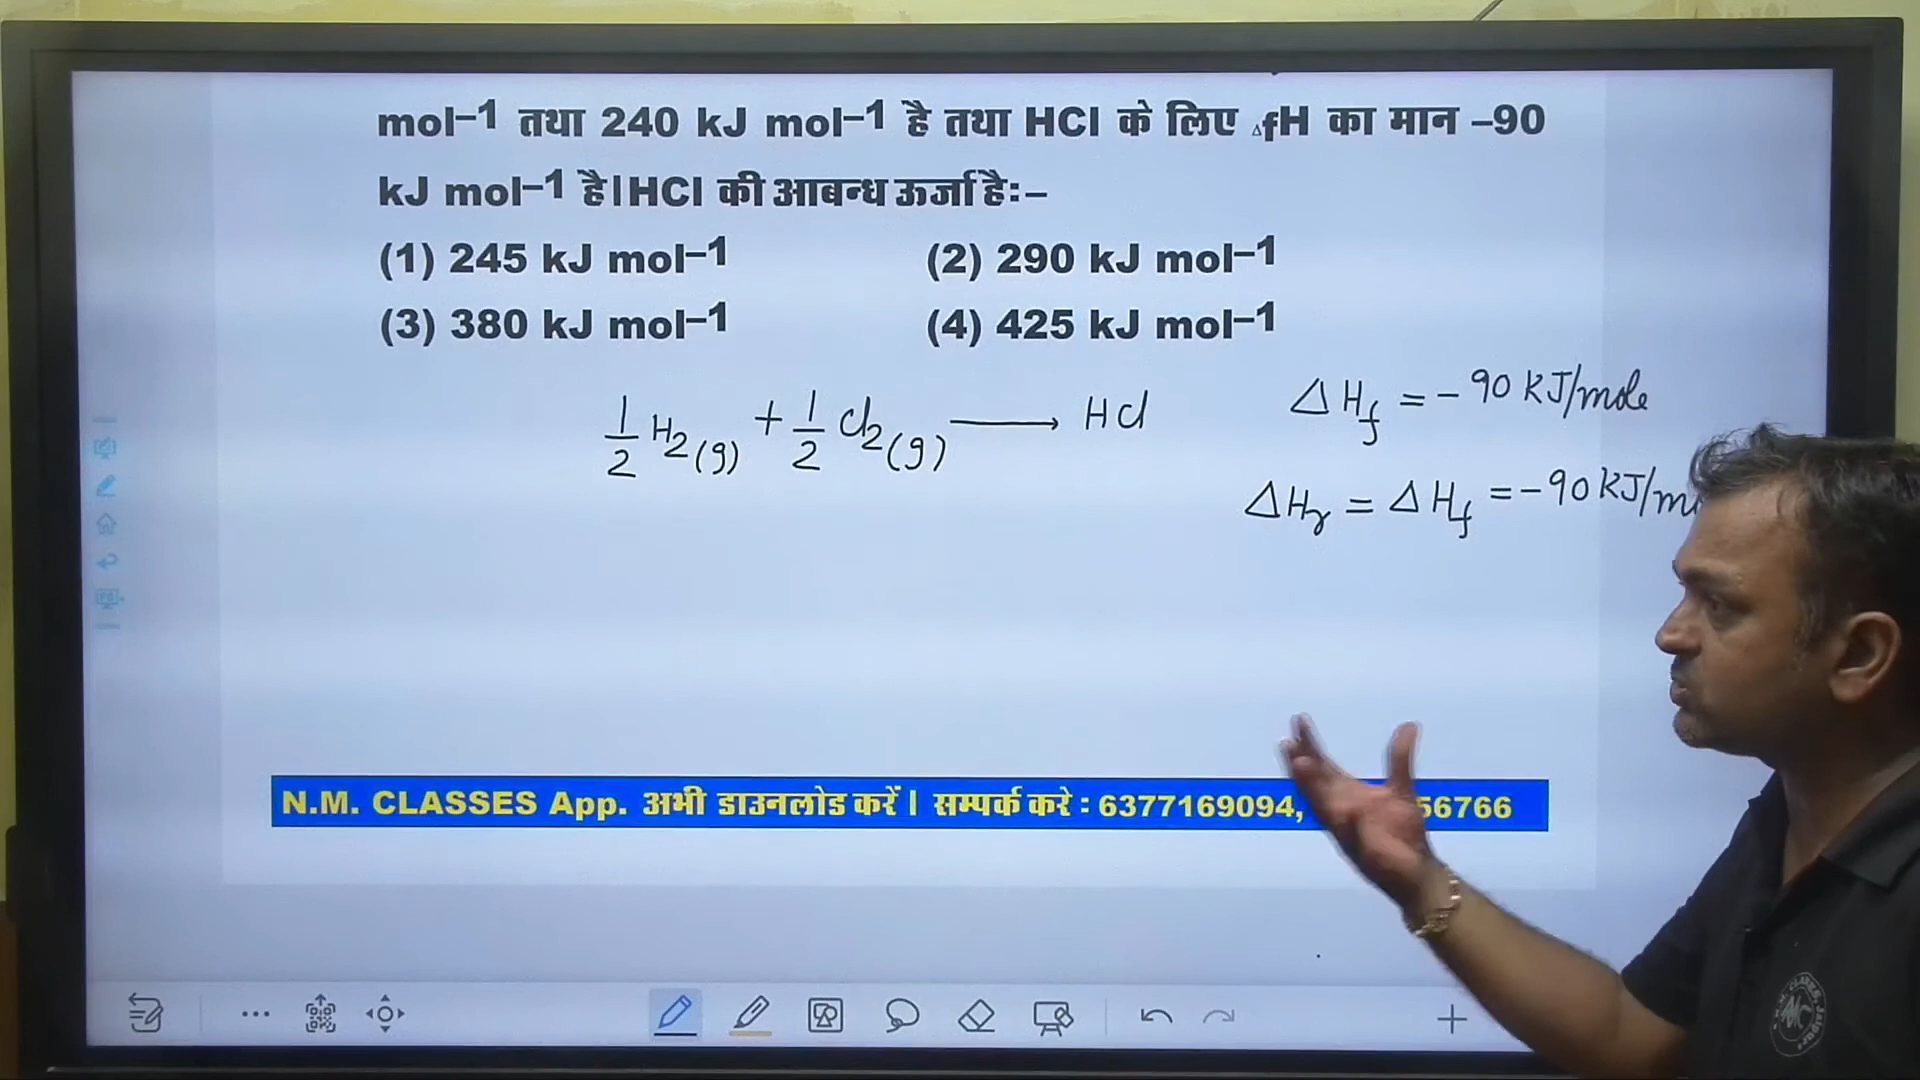 mol–1 तथा 240 kJ mol–1 है तथा HCl के लिए ΔfH का मान –90
kJ mol–1 है। HCl की आबन्ध ऊर्जा है:–
(1) 245 kJ mol–1 (2) 290 kJ mol–1
(3) 380 kJ mol–1 (4) 425 kJ mol–1
1/2 H2(g) + 1/2 Cl2(g) ⟶ HCl
ΔHf = -90 kJ/mole
ΔHr = ΔHf = -90 kJ/m
N.M. CLASSES App. अभी डाउनलोड करें। सम्पर्क करे : 6377169094, 56766